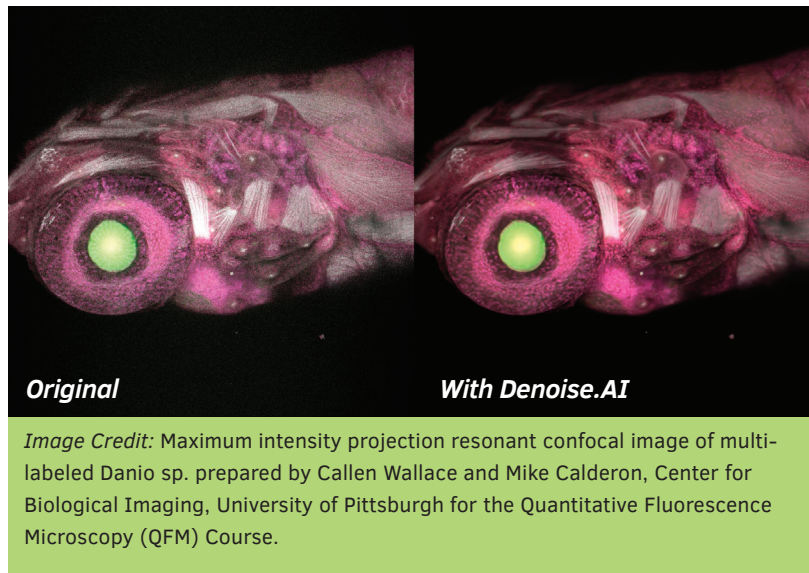 Original
With Denoise.AI
Image Credit: Maximum intensity projection resonant confocal image of multi-
labeled Danio sp. prepared by Callen Wallace and Mike Calderon, Center for
Biological Imaging, University of Pittsburgh for the Quantitative Fluorescence
Microscopy (QFM) Course.